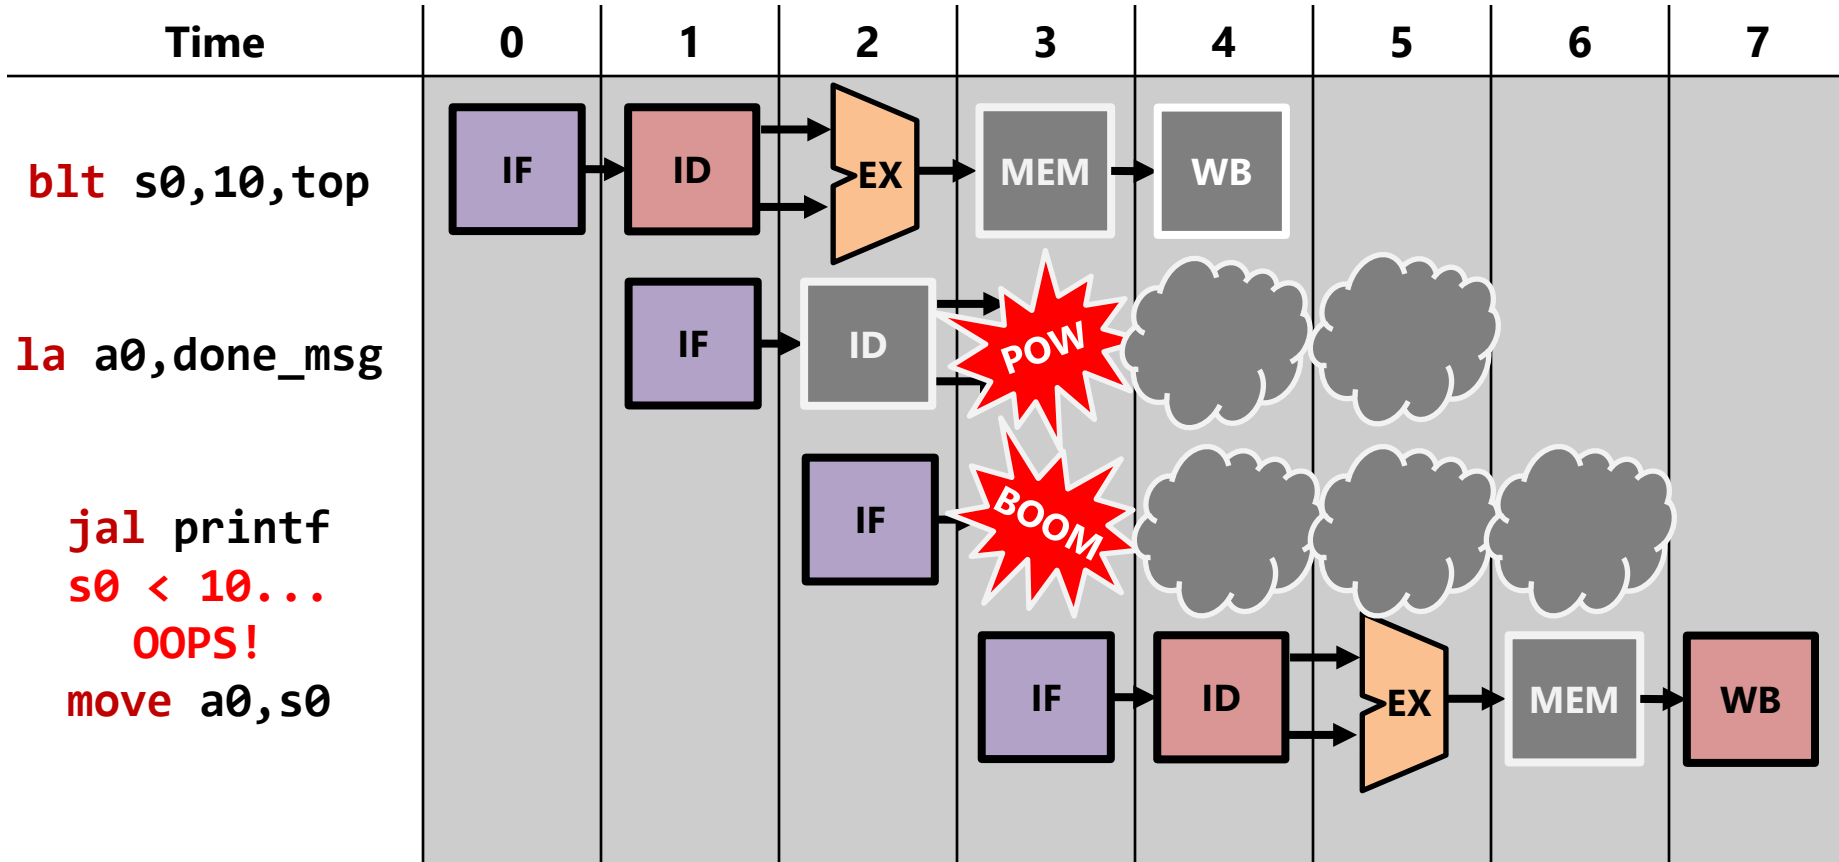 Time 0 1 2 3 4 5 6 7
blt s0,10,top IF ID EX MEM WB
la a0,done_msg IF ID POW
jal printf IF BOOM
s0 < 10...
OOPS!
move a0,s0 IF ID EX MEM WB